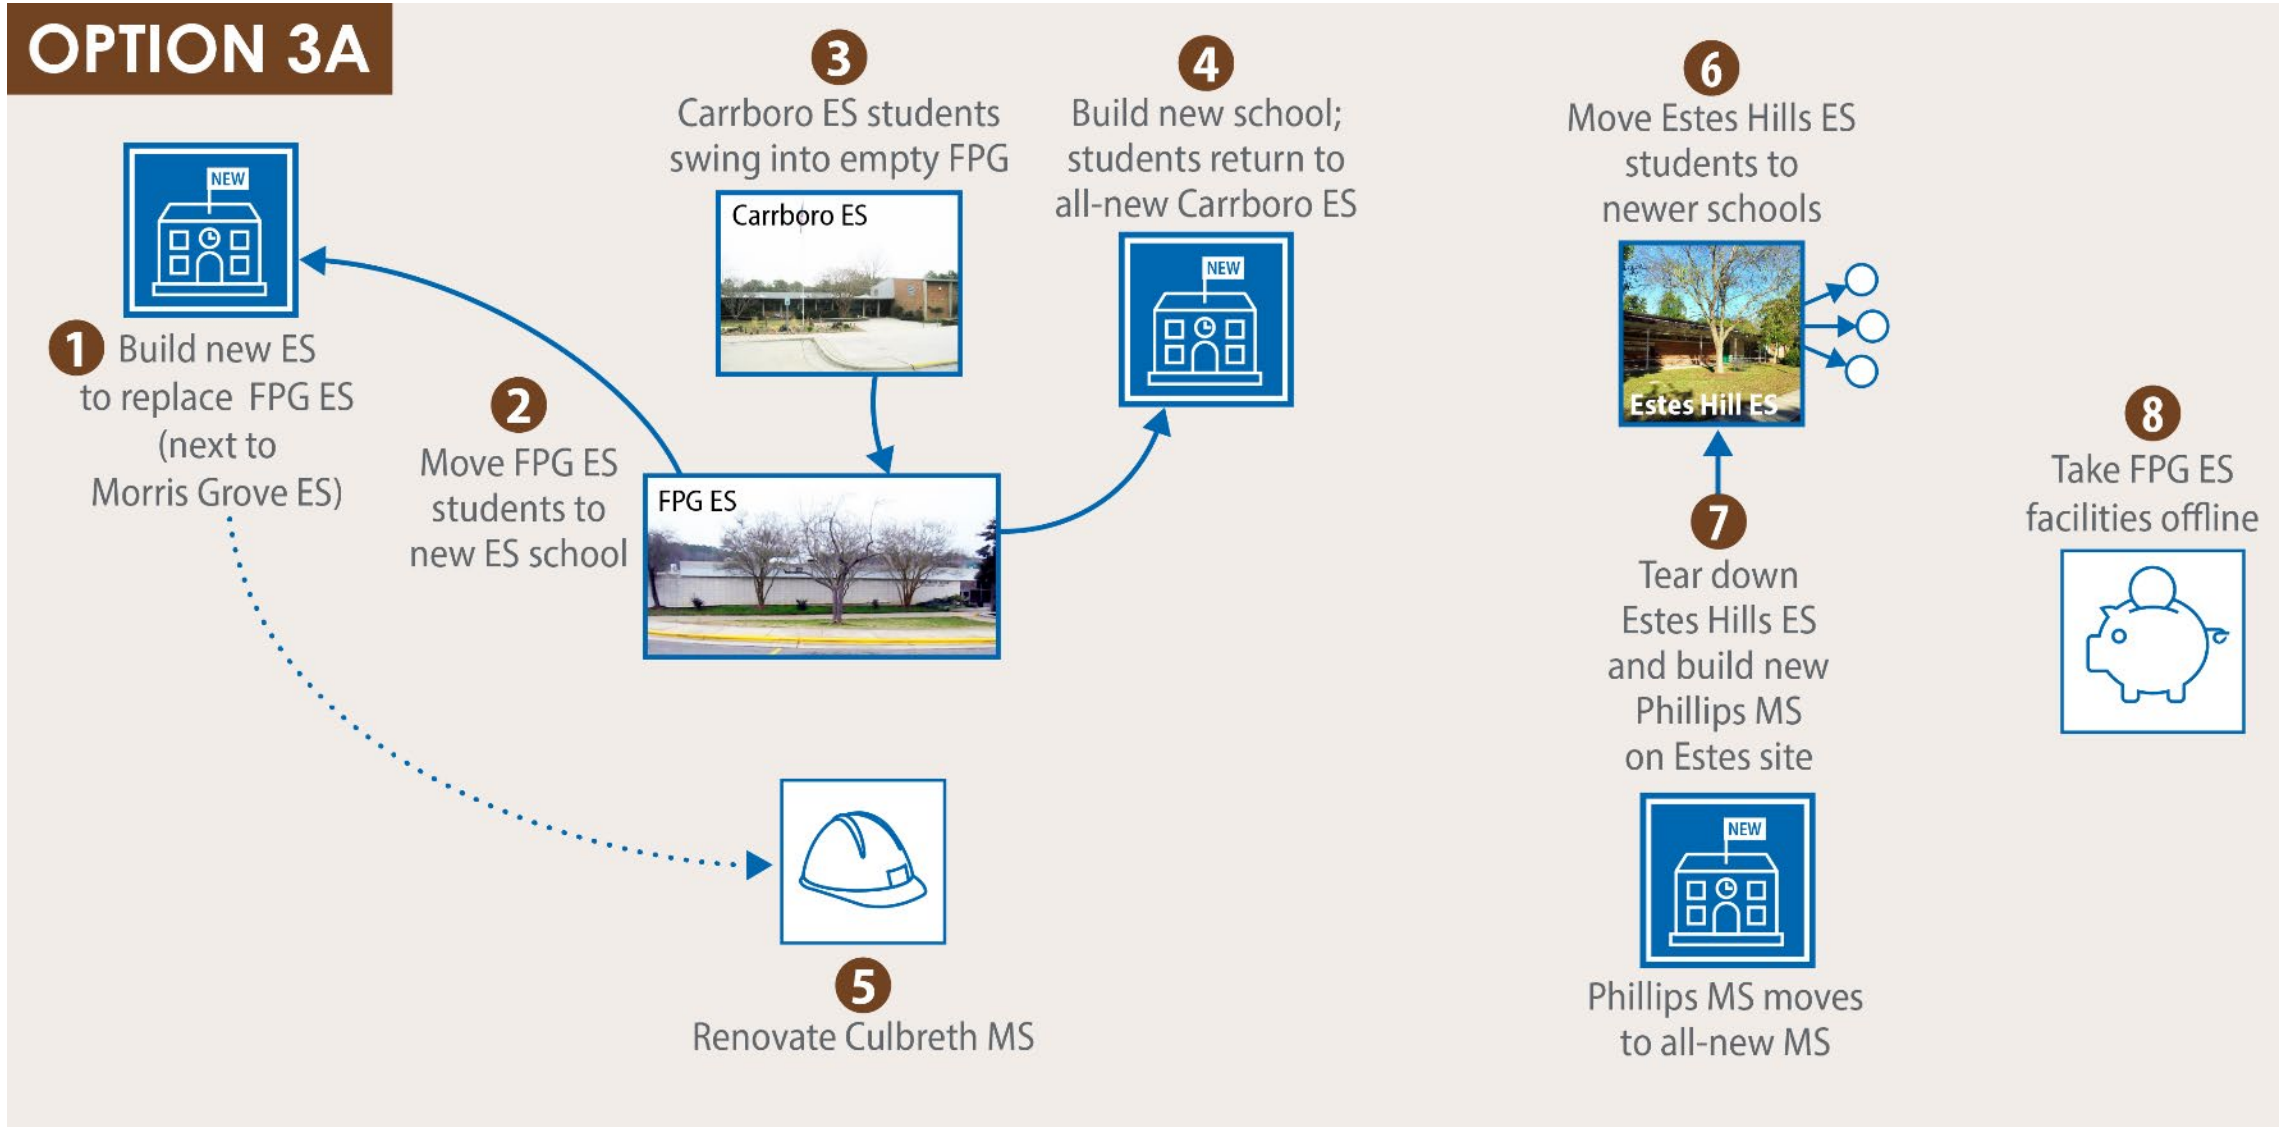 OPTION 3A
1
NEW
Build new ES
to replace FPG ES
(next to
Morris Grove ES)
2
Move FPG ES
students to
new ES school
3
Carrboro ES students
swing into empty FPG
Carrboro ES
FPG ES
4
Build new school;
students return to
all-new Carrboro ES
NEW
5
Renovate Culbreth MS
6
Move Estes Hills ES
students to
newer schools
Estes Hill ES
7
Tear down
Estes Hills ES
and build new
Phillips MS
on Estes site
NEW
Phillips MS moves
to all-new MS
8
Take FPG ES
facilities offline